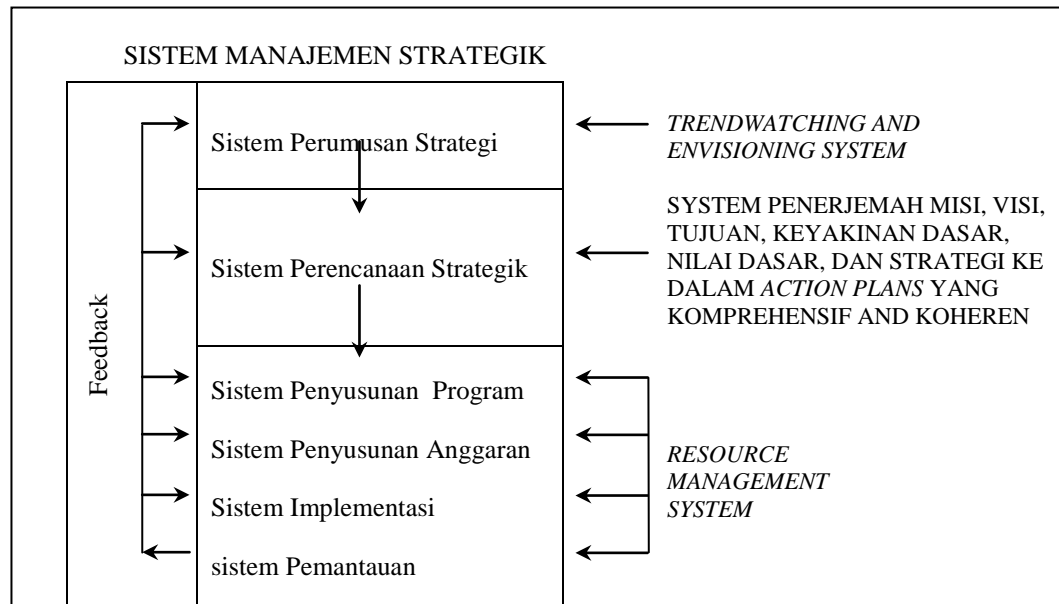 SISTEM MANAJEMEN STRATEGIK
Feedback
Sistem Perumusan Strategi
TRENDWATCHING AND
ENVISIONING SYSTEM
Sistem Perencanaan Strategik
SYSTEM PENERJEMAH MISI, VISI,
TUJUAN, KEYAKINAN DASAR,
NILAI DASAR, DAN STRATEGI KE
DALAM ACTION PLANS YANG
KOMPREHENSIF AND KOHEREN
Sistem Penyusunan Program
Sistem Penyusunan Anggaran
Sistem Implementasi
sistem Pemantauan
RESOURCE
MANAGEMENT
SYSTEM